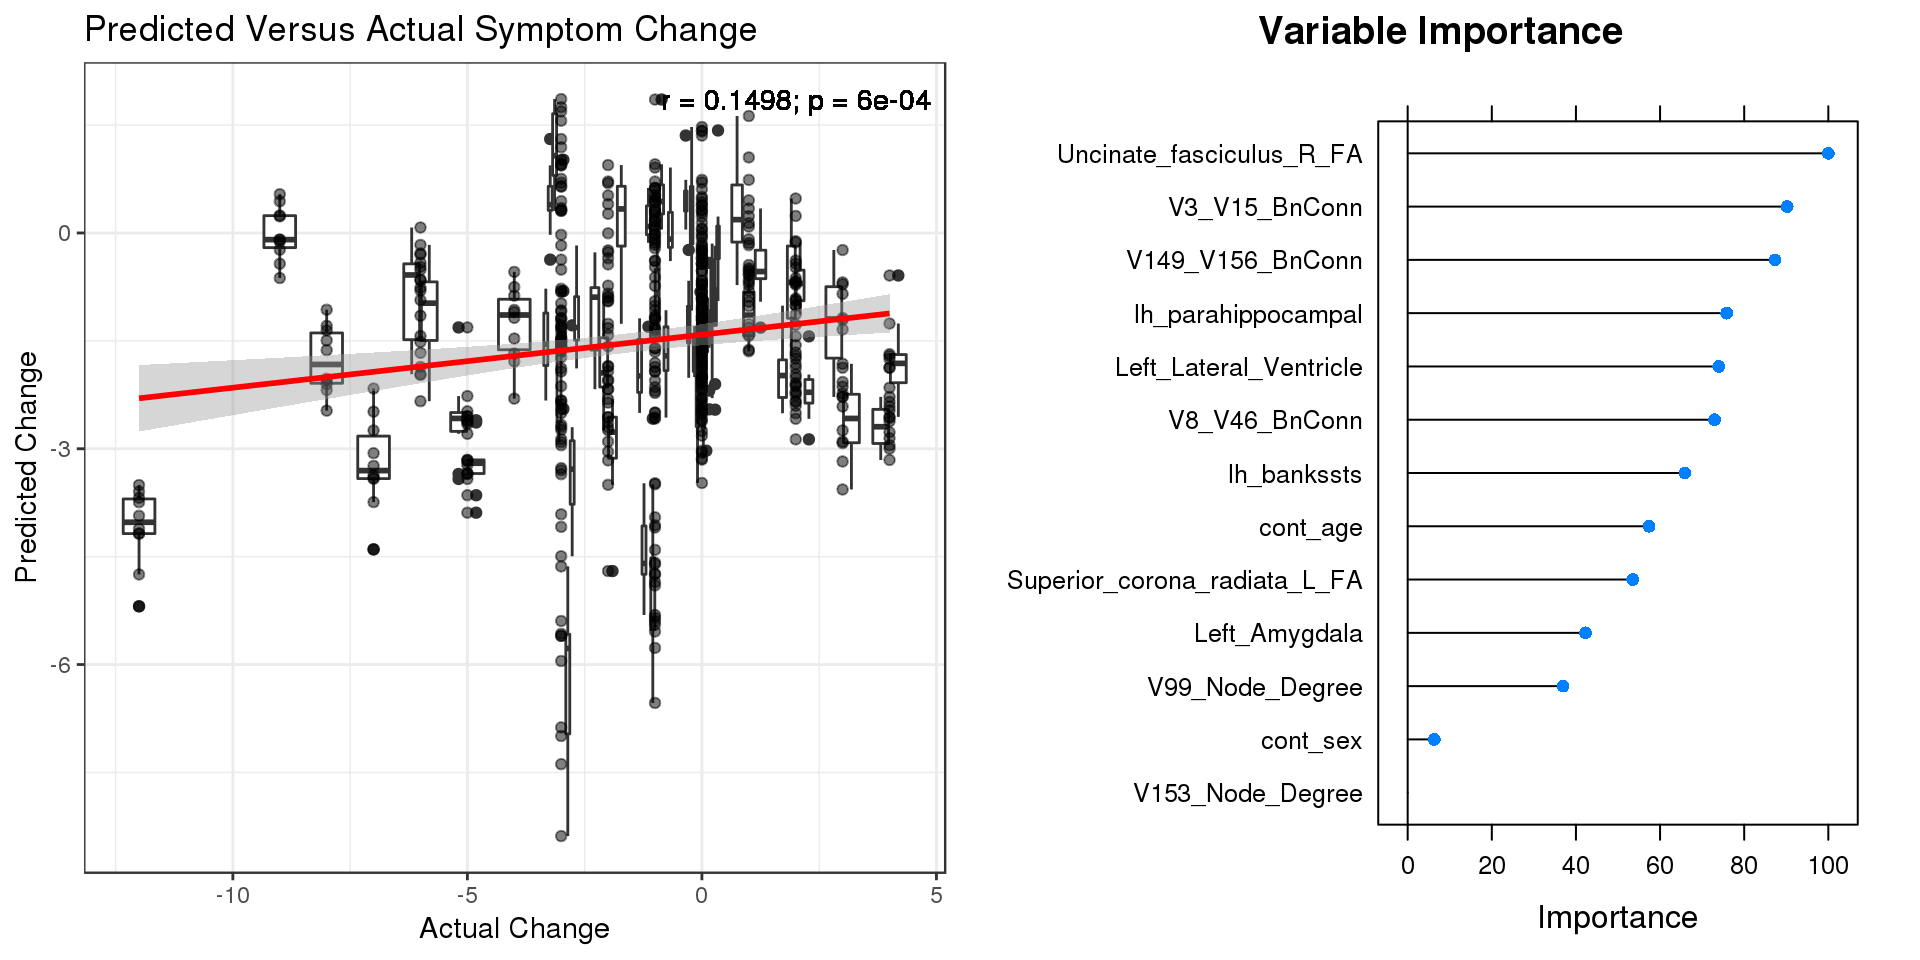 Predicted Versus Actual Symptom Change
r = 0.1498; p = 6e-04
Predicted Change
0
-3
-6
-10
-5
0
5
Actual Change
Variable Importance
Uncinate_fasciculus_R_FA
V3_V15_BnConn
V149_V156_BnConn
lh_parahippocampal
Left_Lateral_Ventricle
V8_V46_BnConn
lh_bankssts
cont_age
Superior_corona_radiata_L_FA
Left_Amygdala
V99_Node_Degree
cont_sex
V153_Node_Degree
0 20 40 60 80 100
Importance